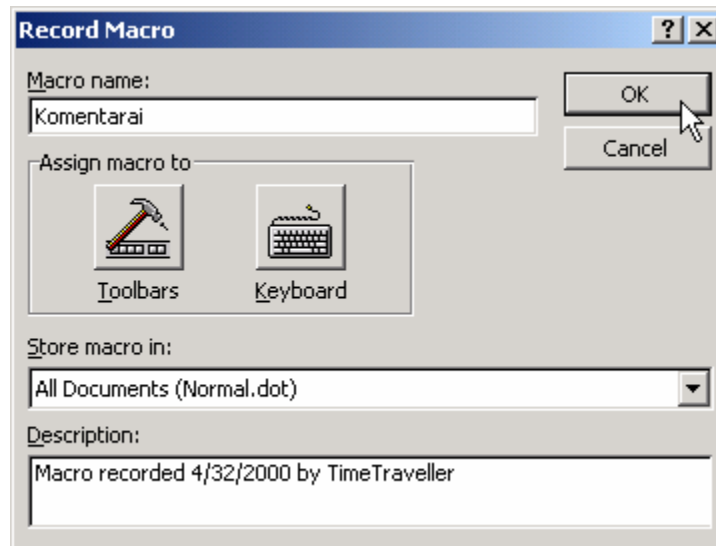 Record Macro
Macro name:
OK
Komentarai
Cancel
Assign macro to
Toolbars Keyboard
Store macro in:
All Documents (Normal.dot)
Description:
Macro recorded 4/32/2000 by TimeTraveller